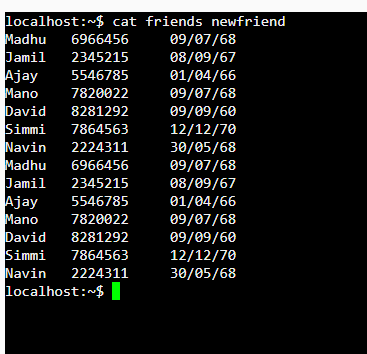 localhost:~$ cat friends newfriend
Madhu   6966456     09/07/68
Jamil   2345215     08/09/67
Ajay    5546785     01/04/66
Mano    7820022     09/07/68
David   8281292     09/09/60
Simmi   7864563     12/12/70
Navin   2224311     30/05/68
Madhu   6966456     09/07/68
Jamil   2345215     08/09/67
Ajay    5546785     01/04/66
Mano    7820022     09/07/68
David   8281292     09/09/60
Simmi   7864563     12/12/70
Navin   2224311     30/05/68
localhost:~$